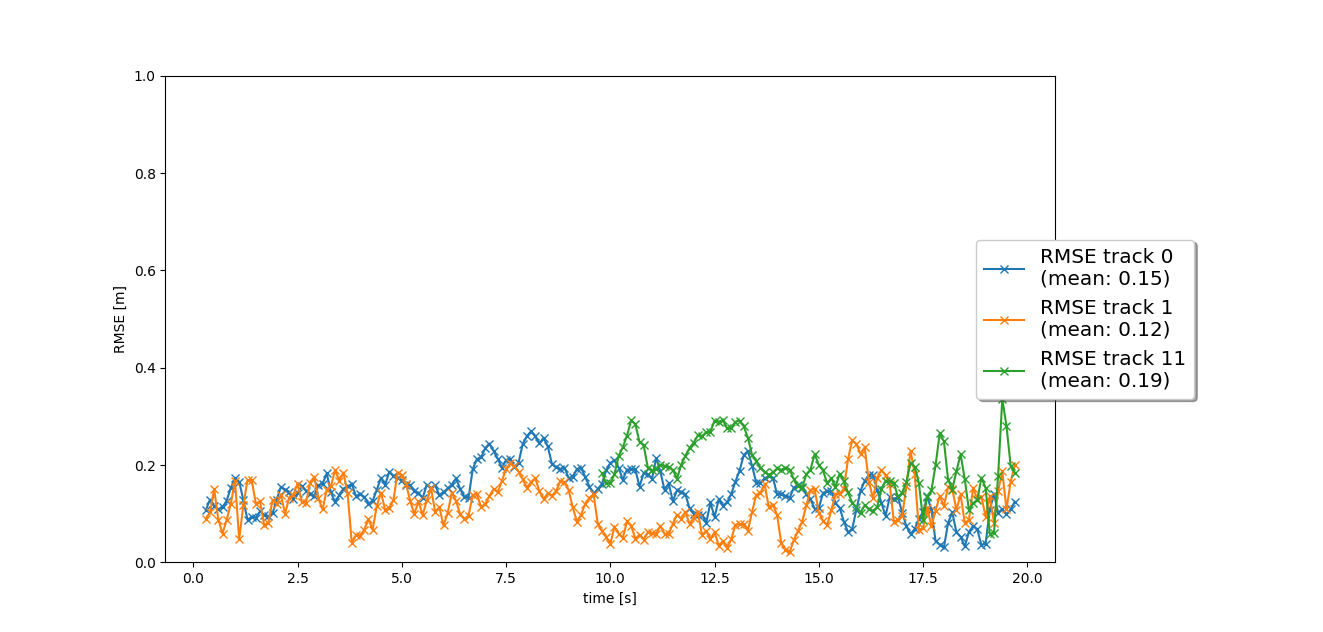 1.0
0.8
0.6
0.4
0.2
0.0
RMSE [m]
0.0 2.5 5.0 7.5 10.0 12.5 15.0 17.5 20.0
time [s]
RMSE track 0
(mean: 0.15)
RMSE track 1
(mean: 0.12)
RMSE track 11
(mean: 0.19)